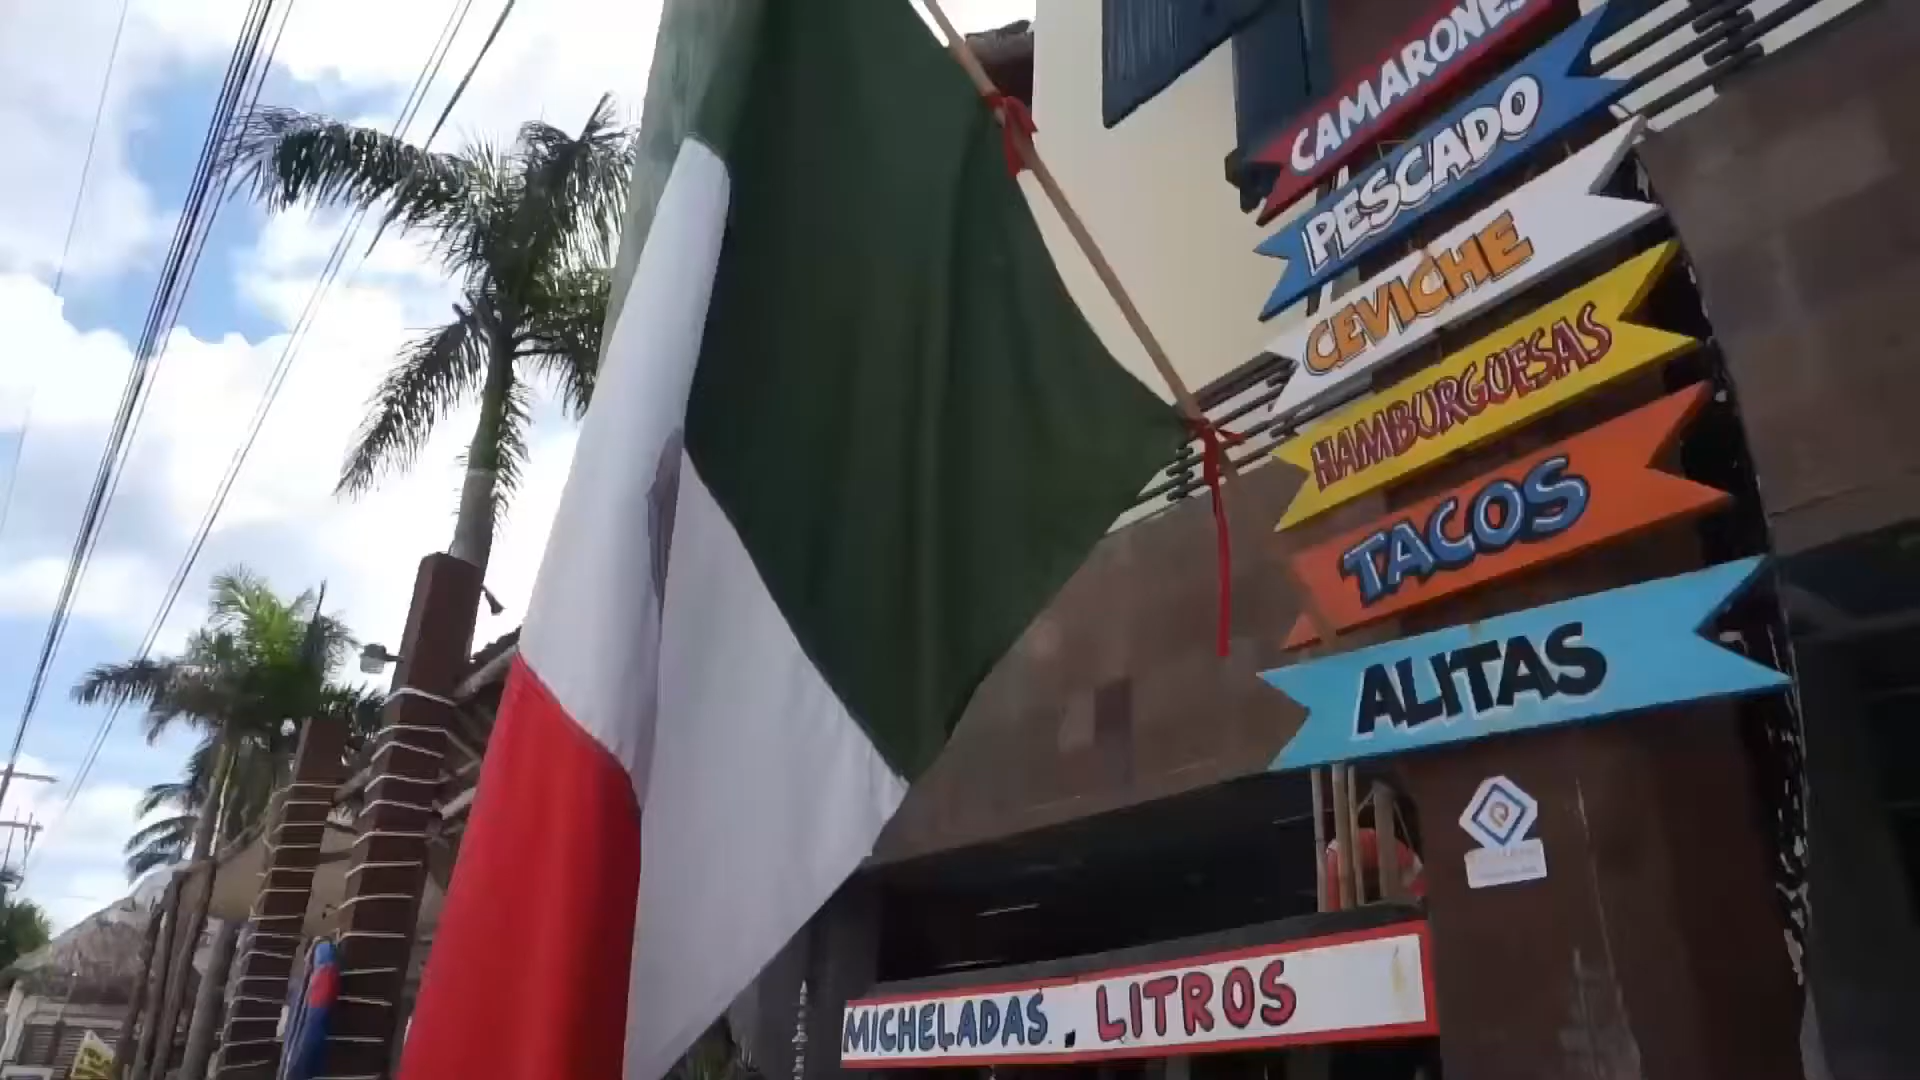 CAMARONES
PESCADO
CEVICHE
HAMBURGUESAS
TACOS
ALITAS
MICHELADAS . LITROS